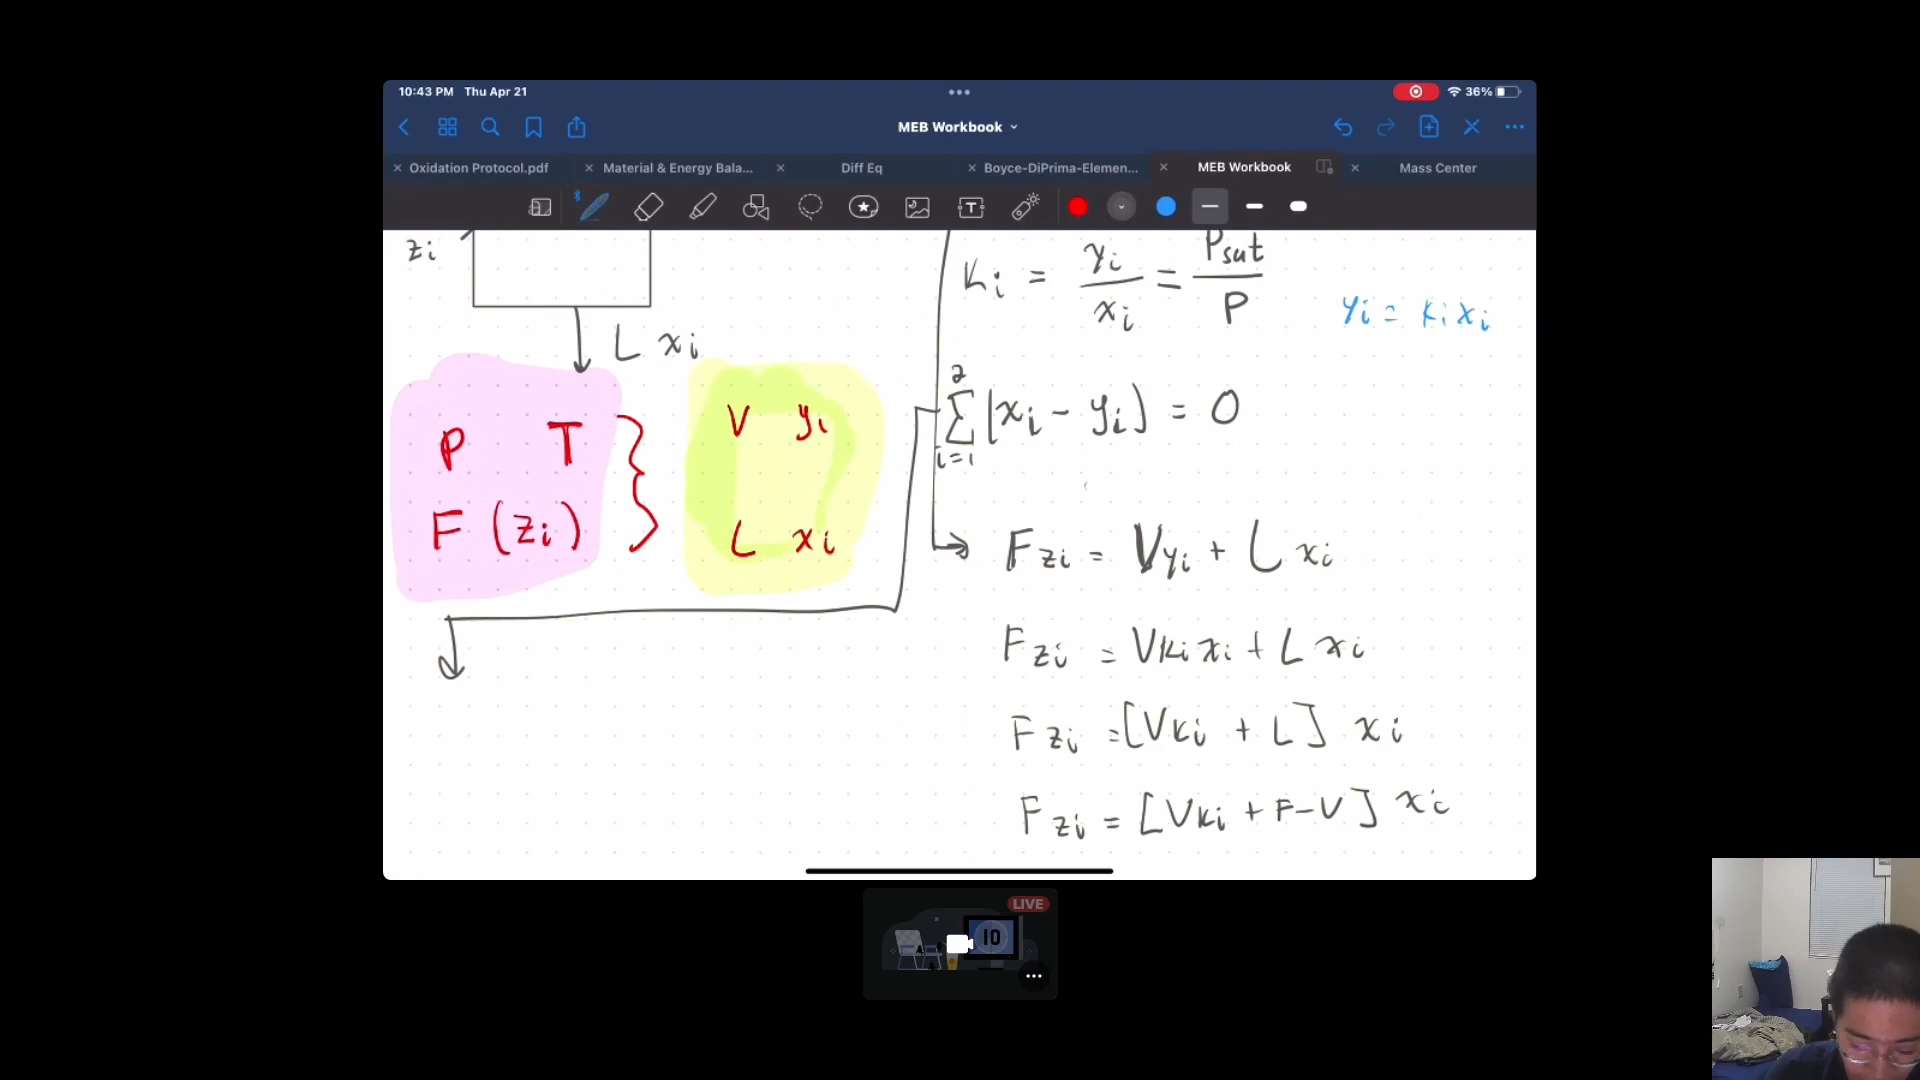 10:43 PM Thu Apr 21
36%
MEB Workbook
Oxidation Protocol.pdf
Material & Energy Bala...
Diff Eq
Boyce-DiPrima-Elemen...
MEB Workbook
Mass Center
zi
L xi
P T
F (zi)
V yi
L xi
Ki = yi/xi = Psat/P
yi = Ki xi
2
∑ [xi - yi] = 0
i=1
F zi = V yi + L xi
F zi = V Ki xi + L xi
F zi = [V Ki + L] xi
F zi = [V Ki + F - V] xi
LIVE
10